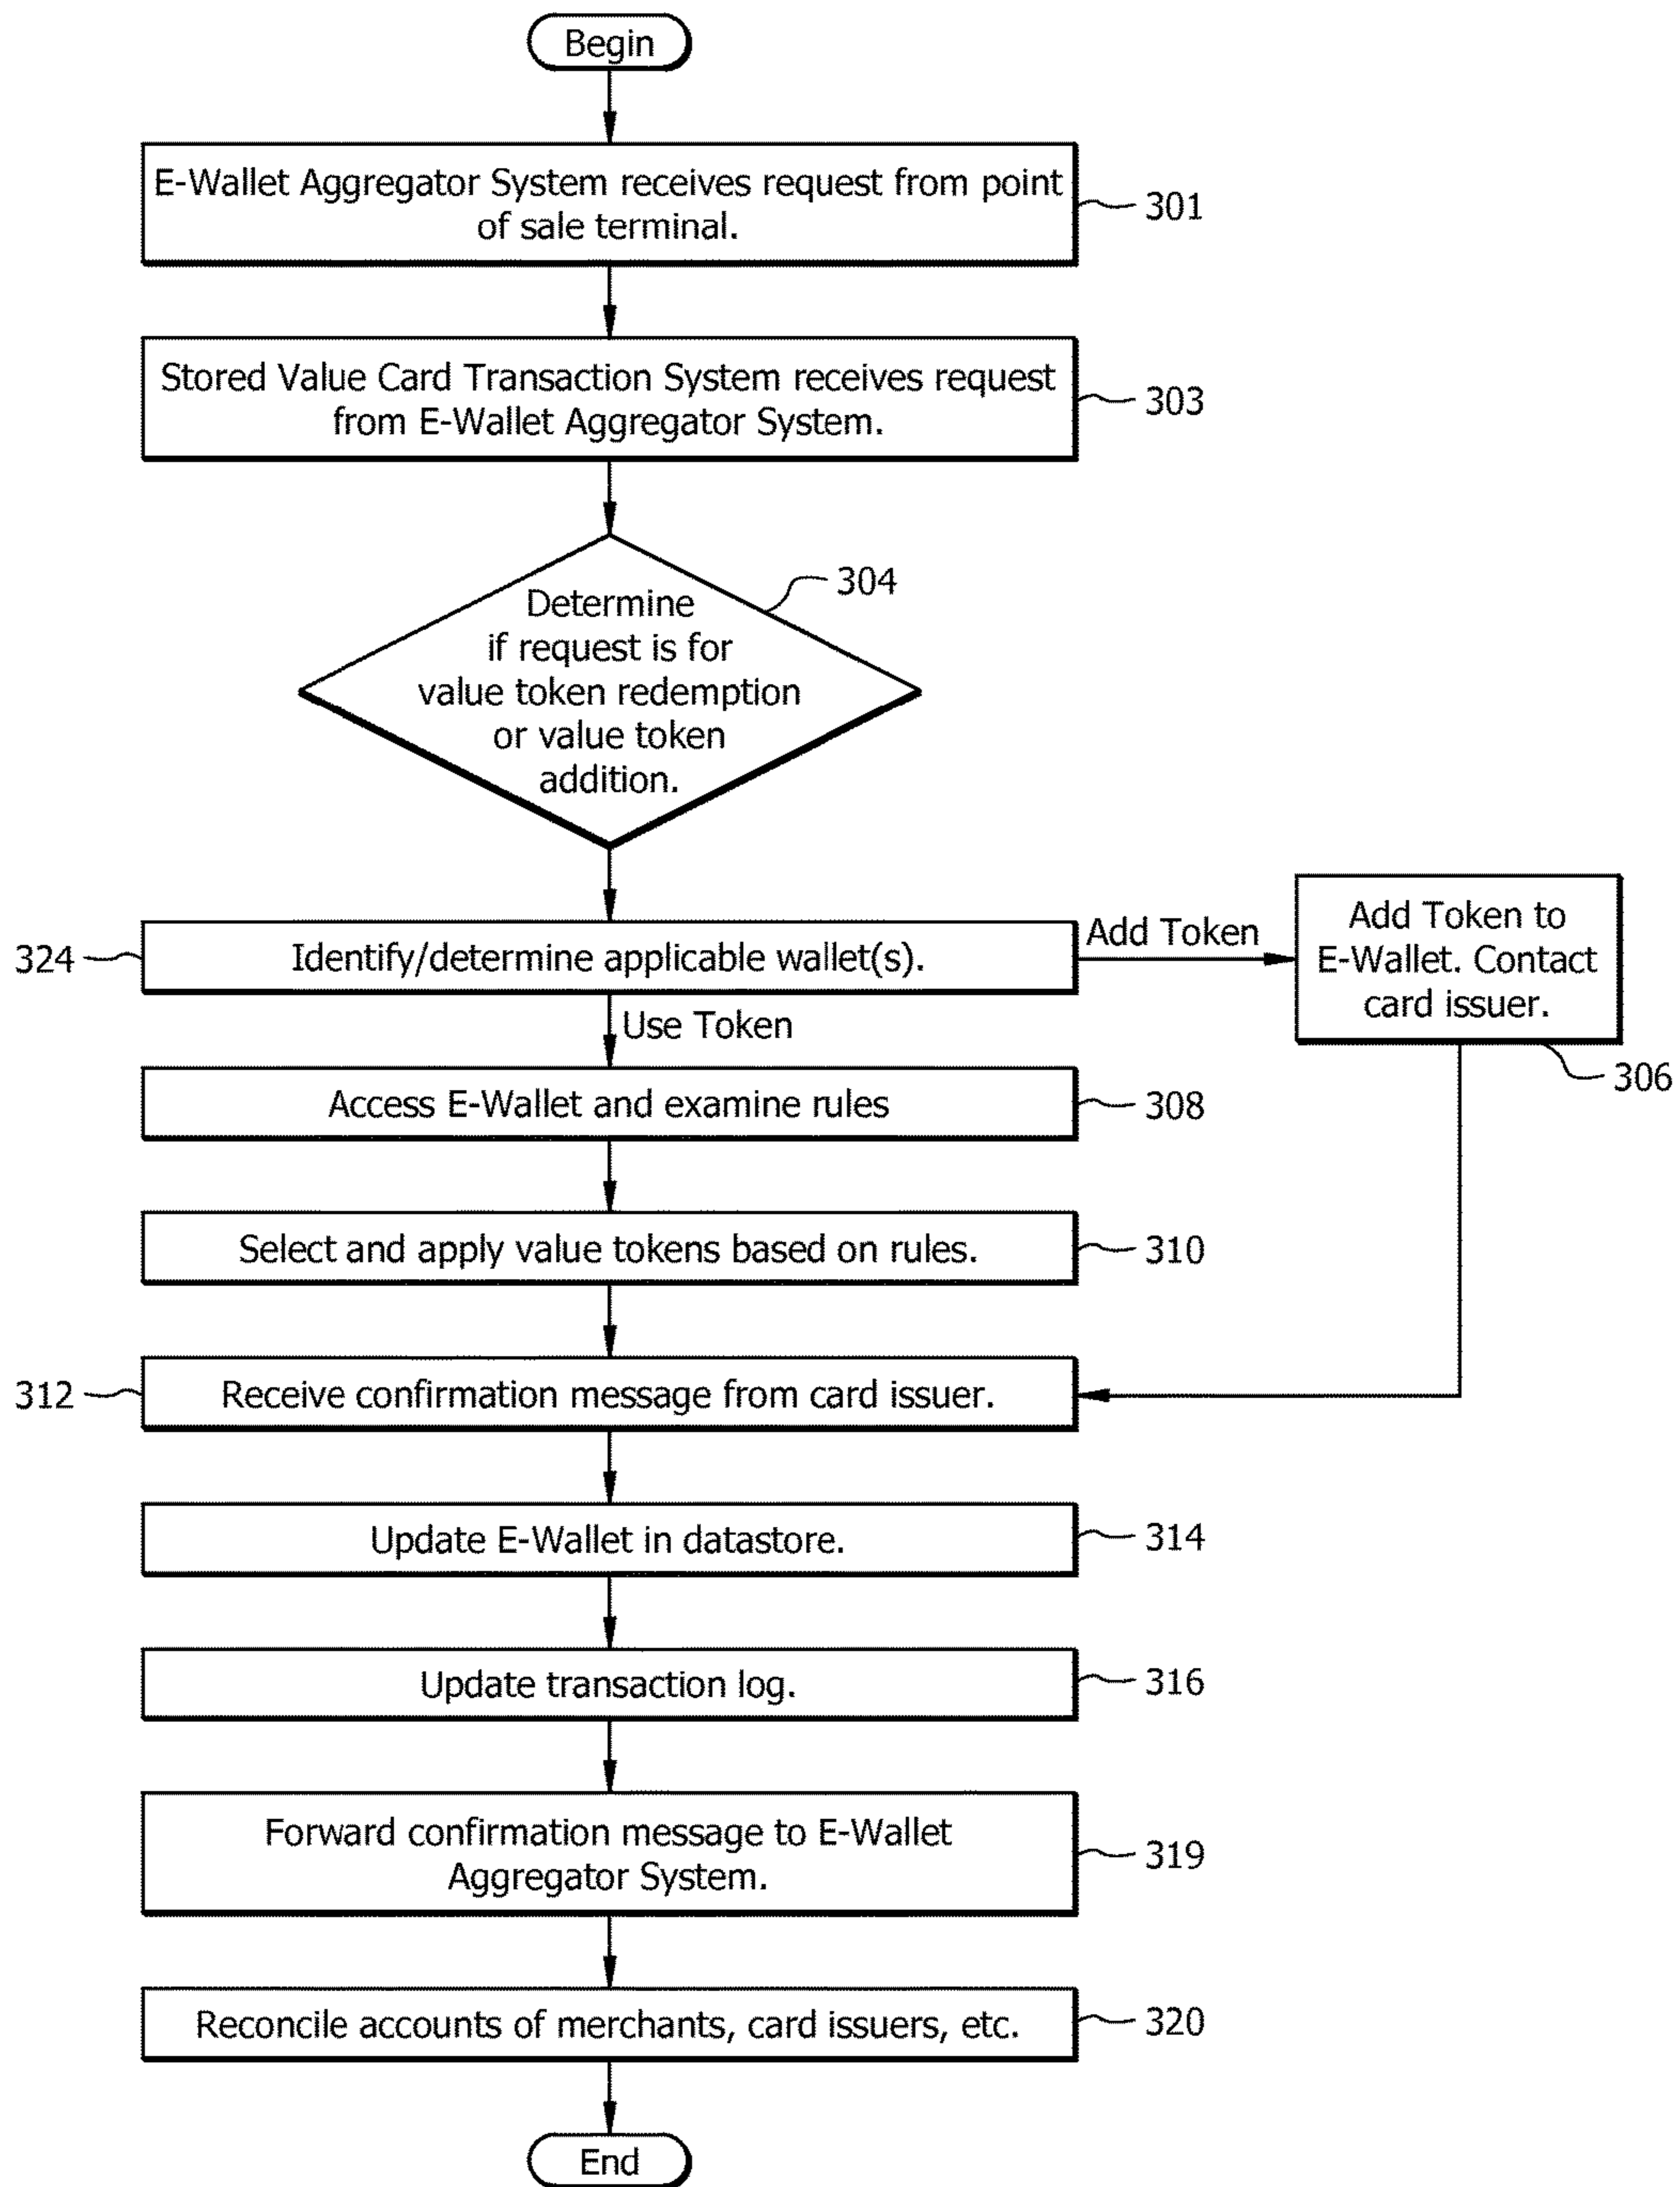 Begin
E-Wallet Aggregator System receives request from point
of sale terminal.
301
Stored Value Card Transaction System receives request
from E-Wallet Aggregator System.
303
304
Determine
if request is for
value token redemption
or value token
addition.
324
Identify/determine applicable wallet(s).
Add Token
Add Token to
E-Wallet. Contact
card issuer.
306
Use Token
Access E-Wallet and examine rules
308
Select and apply value tokens based on rules.
310
312
Receive confirmation message from card issuer.
Update E-Wallet in datastore.
314
Update transaction log.
316
Forward confirmation message to E-Wallet
Aggregator System.
319
Reconcile accounts of merchants, card issuers, etc.
320
End